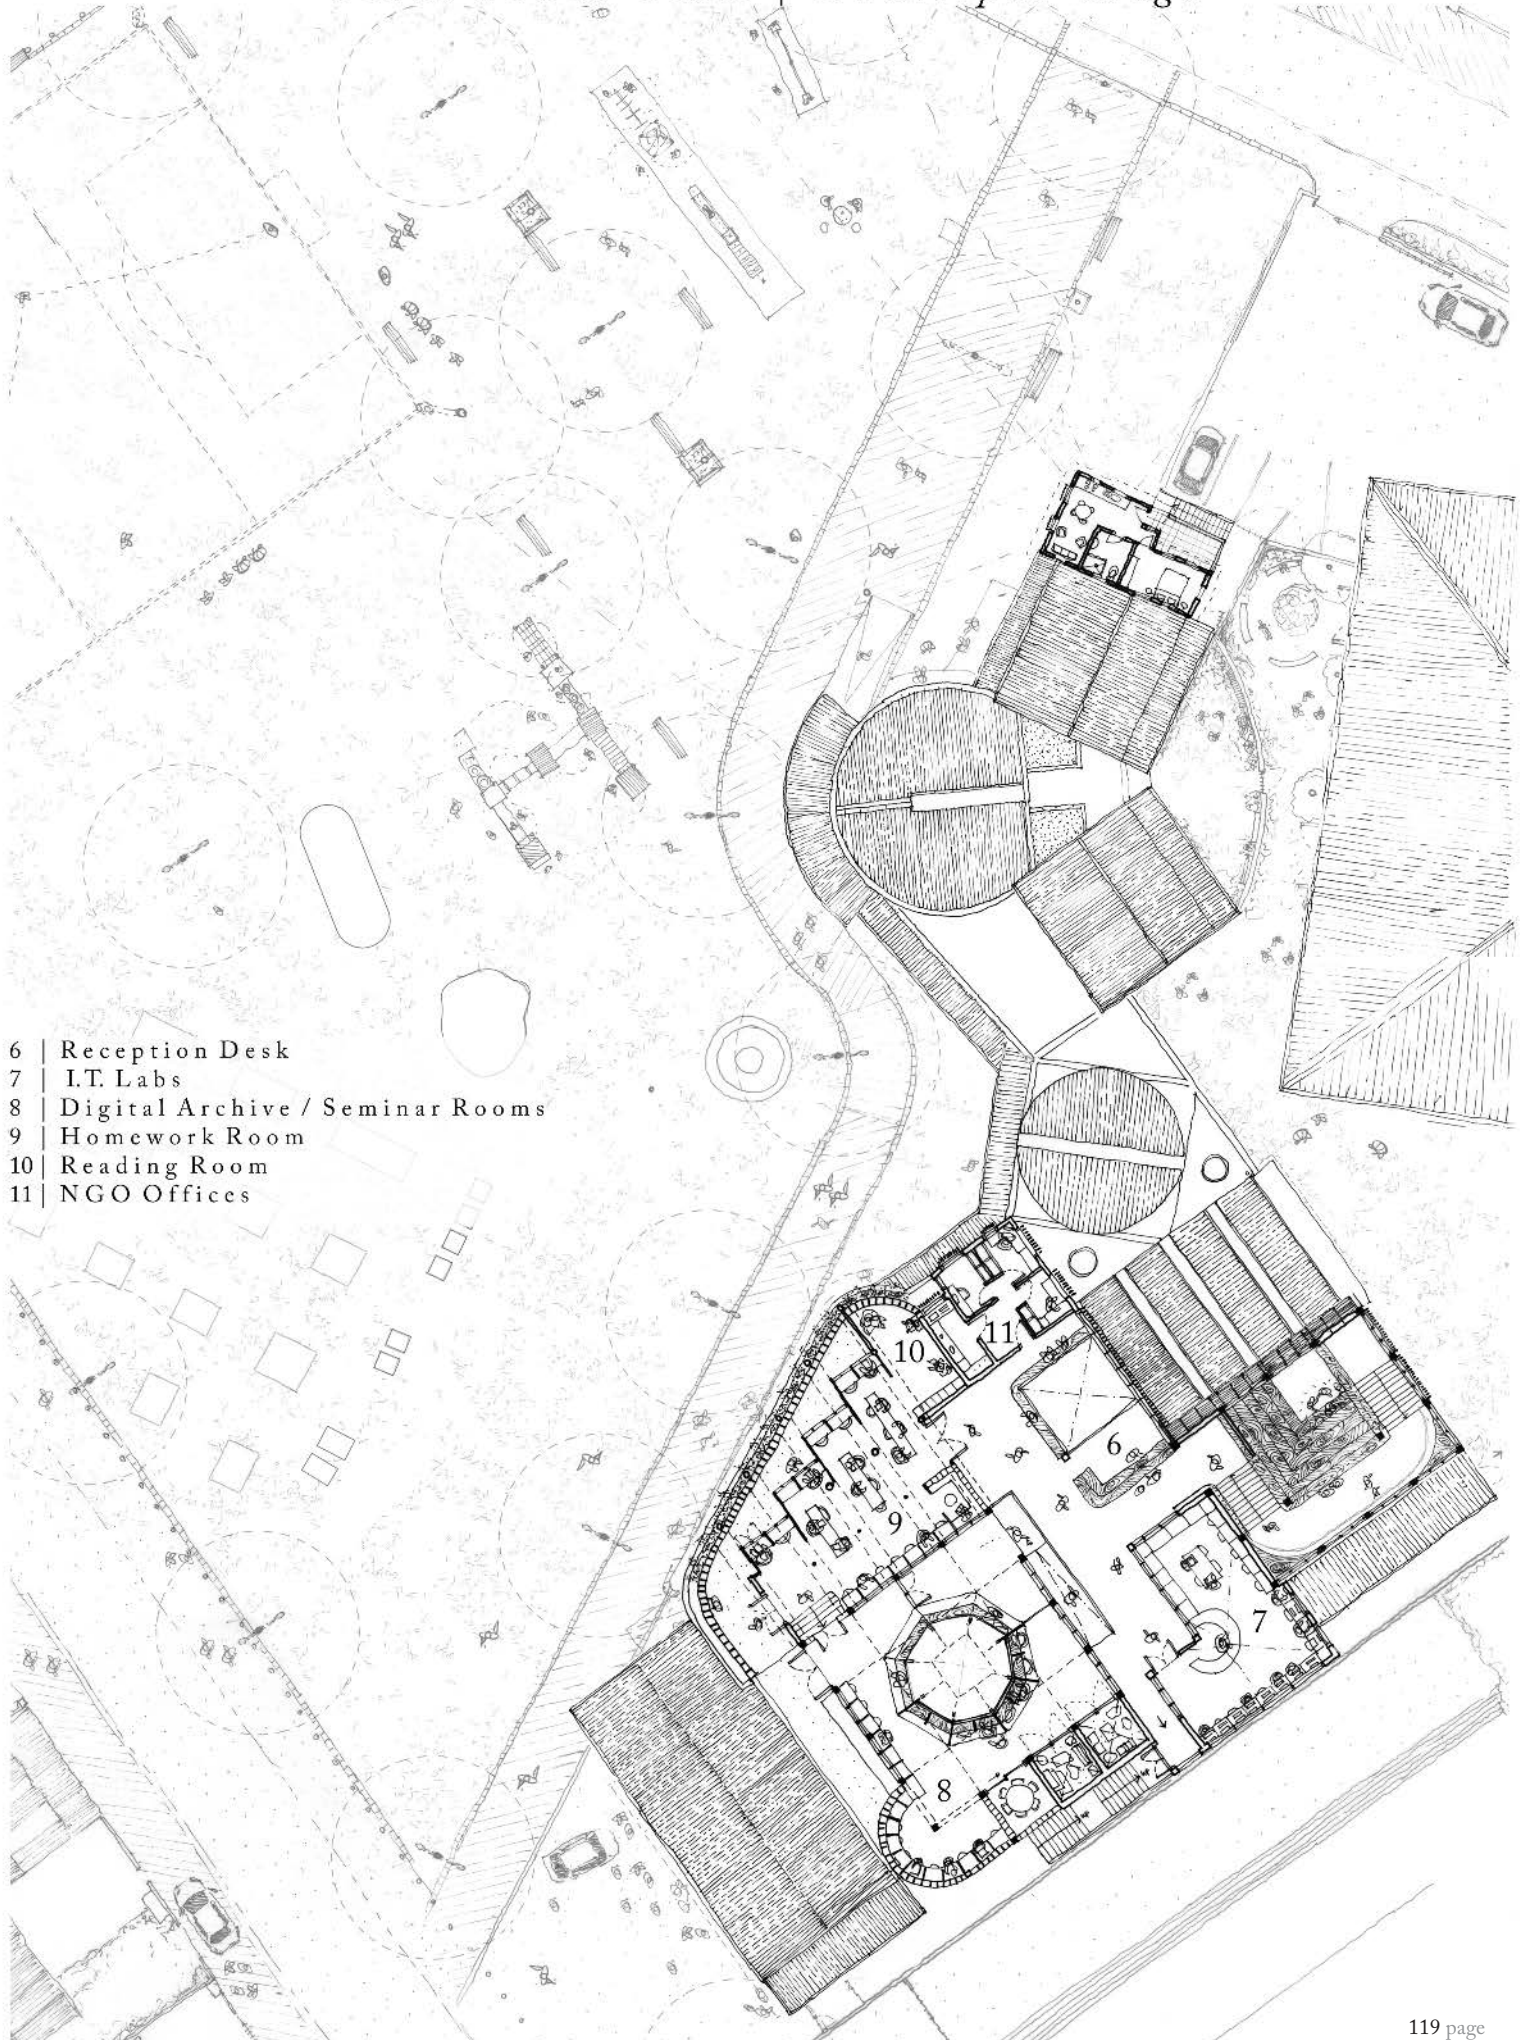 6 | Reception Desk
7 | I.T. Labs
8 | Digital Archive / Seminar Rooms
9 | Homework Room
10 | Reading Room
11 | NGO Offices
11
10
6
9
7
8
119 page